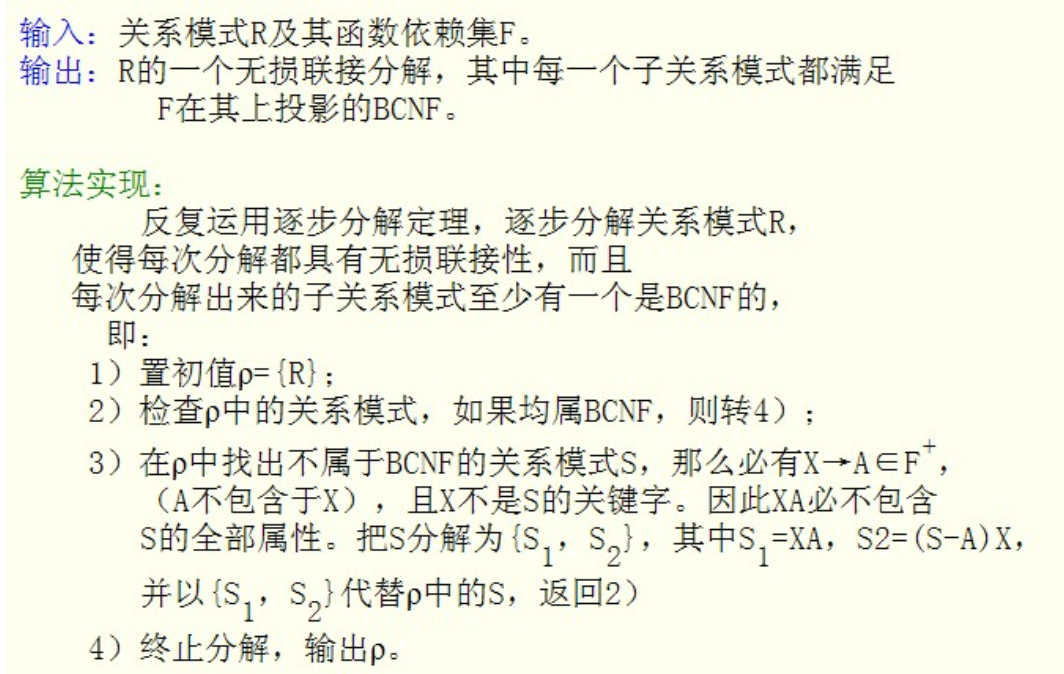 输入：关系模式R及其函数依赖集F。
输出：R的一个无损联接分解，其中每一个子关系模式都满足
F在其上投影的BCNF。
算法实现：
反复运用逐步分解定理，逐步分解关系模式R，
使得每次分解都具有无损联接性，而且
每次分解出来的子关系模式至少有一个是BCNF的，
即：
1）置初值ρ={R}；
2）检查ρ中的关系模式，如果均属BCNF，则转4）；
3）在ρ中找出不属于BCNF的关系模式S，那么必有X→A∈F⁺，
（A不包含于X），且X不是S的关键字。因此XA必不包含
S的全部属性。把S分解为{S₁，S₂}，其中S₁=XA，S2=(S-A)X，
并以{S₁，S₂}代替ρ中的S，返回2）
4）终止分解，输出ρ。